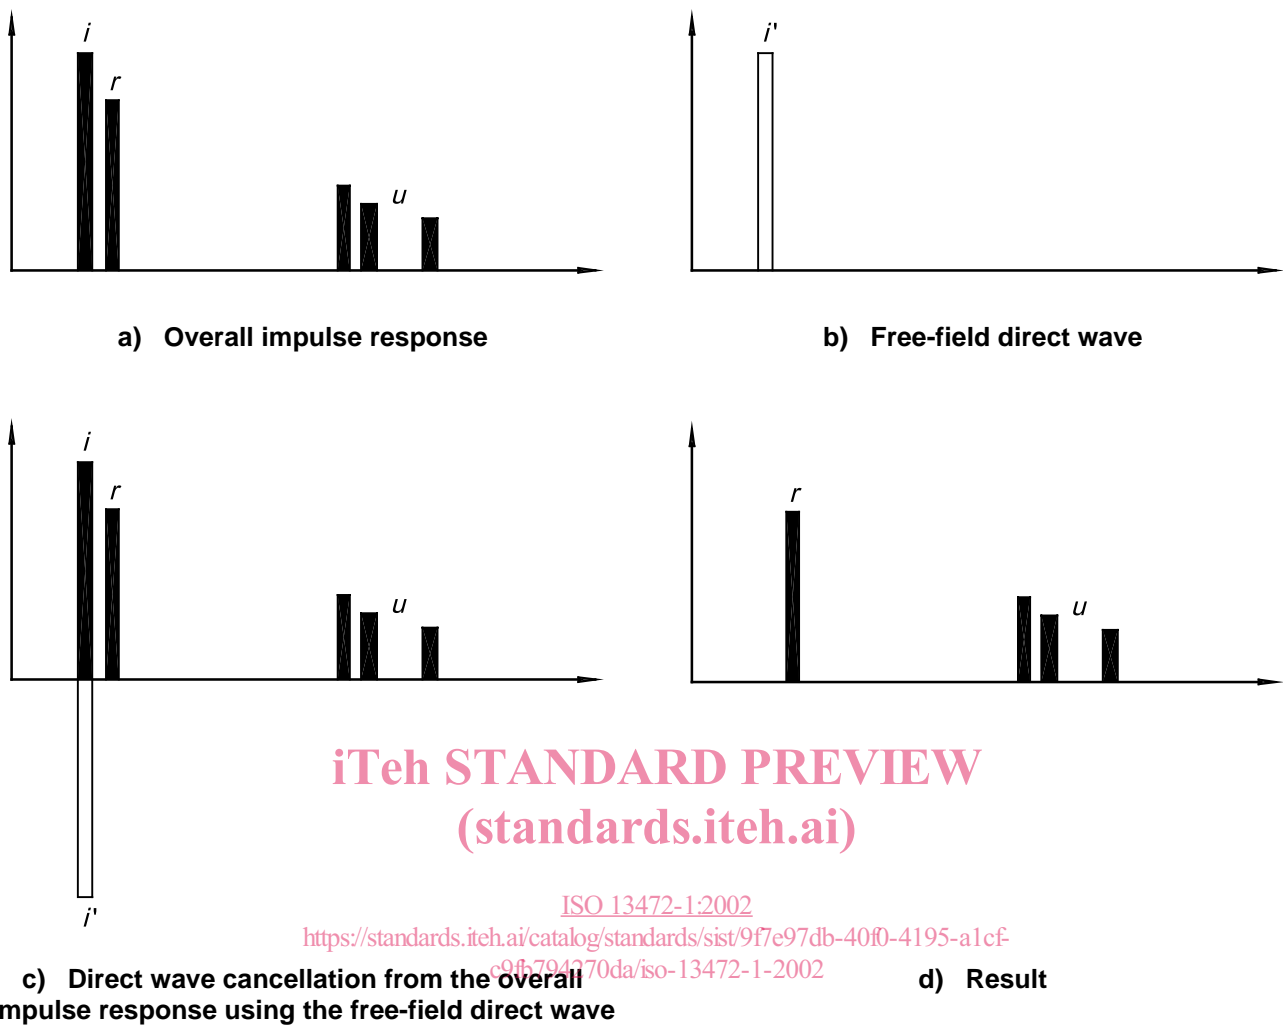 i
r
u
i'
a) Overall impulse response
b) Free-field direct wave
i
r
u
i'
r
u
iTeh STANDARD PREVIEW
(standards.iteh.ai)
ISO 13472-1:2002
https://standards.iteh.ai/catalog/standards/sist/9f7e97db-40f0-4195-a1cf-
c9fb794270da/iso-13472-1-2002
c) Direct wave cancellation from the overall
mpulse response using the free-field direct wave
d) Result